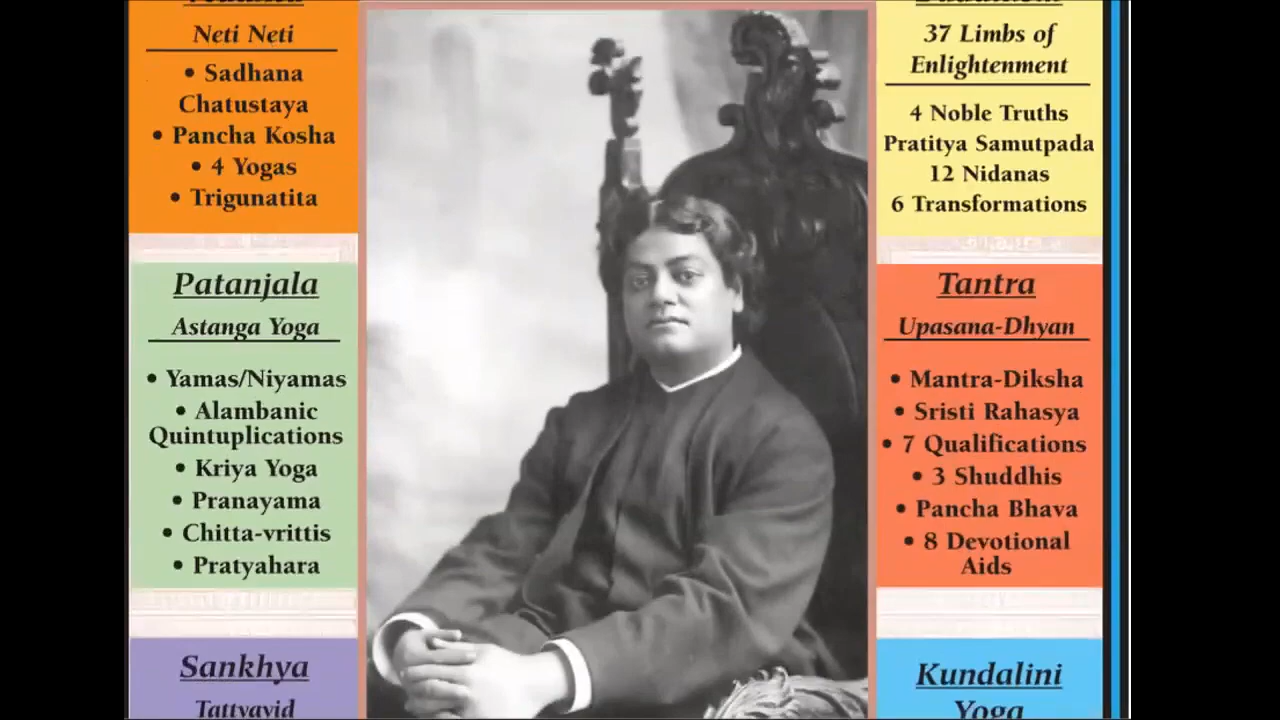 Neti Neti
• Sadhana
Chatustaya
• Pancha Kosha
• 4 Yogas
• Trigunatita
Patanjala
Astanga Yoga
• Yamas/Niyamas
• Alambanic
Quintuplications
• Kriya Yoga
• Pranayama
• Chitta-vrittis
• Pratyahara
Sankhya
Tattvavid
37 Limbs of
Enlightenment
4 Noble Truths
Pratitya Samutpada
12 Nidanas
6 Transformations
Tantra
Upasana-Dhyan
• Mantra-Diksha
• Sristi Rahasya
• 7 Qualifications
• 3 Shuddhis
• Pancha Bhava
• 8 Devotional
Aids
Kundalini
Yoga